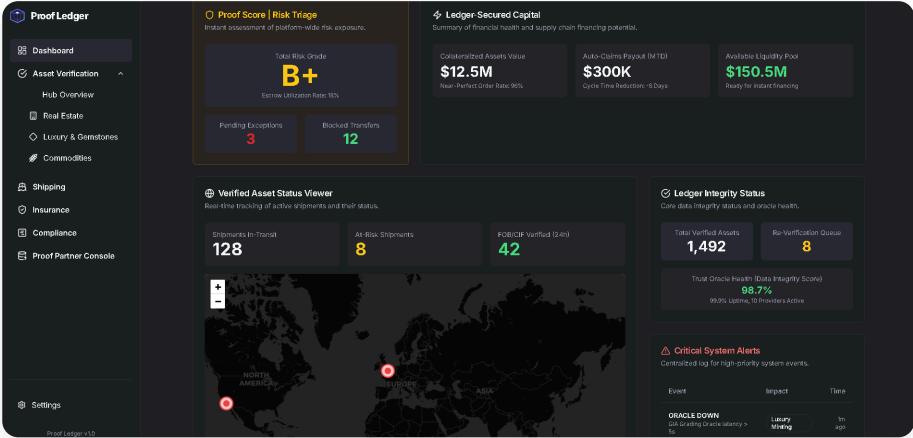 Proof Ledger
Dashboard
Asset Verification
Hub Overview
Real Estate
Luxury & Gemstones
Commodities
Shipping
Insurance
Compliance
Proof Partner Console
Settings
Proof Ledger v1.0
Proof Score | Risk Triage
Instant assessment of platform-wide risk exposure.
Total Risk Grade
B+
Escrow Utilization Rate: 18%
Pending Exceptions
3
Blocked Transfers
12
Ledger-Secured Capital
Summary of financial health and supply chain financing potential.
Collateralized Assets Value
$12.5M
Near-Perfect Order Rate: 96%
Auto-Claims Payout (MTD)
$300K
Cycle Time Reduction: -5 Days
Available Liquidity Pool
$150.5M
Ready for instant financing
Verified Asset Status Viewer
Real-time tracking of active shipments and their status.
Shipments In-Transit
128
At-Risk Shipments
8
FOB/CIF Verified (24h)
42
+
−
NORTH
AMERICA
EUROPE
ASIA
Ledger Integrity Status
Core data integrity status and oracle health.
Total Verified Assets
1,492
Re-Verification Queue
8
Trust Oracle Health (Data Integrity Score)
98.7%
99.9% Uptime, 10 Providers Active
Critical System Alerts
Centralized log for high-priority system events.
Event Impact Time
ORACLE DOWN
GIA Grading Oracle latency >
5s
Luxury
Minting
1m
ago